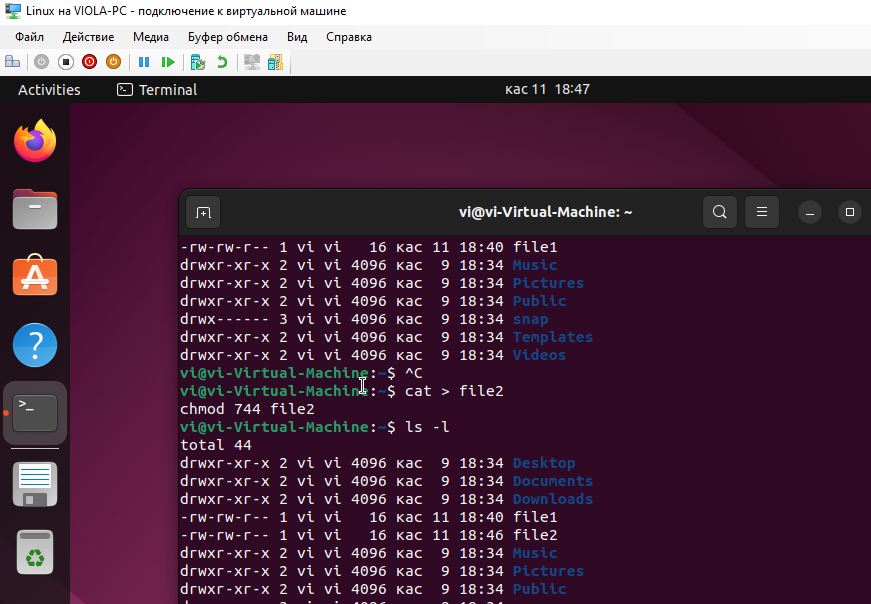 Linux на VIOLA-PC - подключение к виртуальной машине
Файл Действие Медиа Буфер обмена Вид Справка
Activities Terminal кас 11 18:47
vi@vi-Virtual-Machine: ~
-rw-rw-r-- 1 vi vi 16 кас 11 18:40 file1
drwxr-xr-x 2 vi vi 4096 кас 9 18:34 Music
drwxr-xr-x 2 vi vi 4096 кас 9 18:34 Pictures
drwxr-xr-x 2 vi vi 4096 кас 9 18:34 Public
drwx------ 3 vi vi 4096 кас 9 18:34 snap
drwxr-xr-x 2 vi vi 4096 кас 9 18:34 Templates
drwxr-xr-x 2 vi vi 4096 кас 9 18:34 Videos
vi@vi-Virtual-Machine:~$ ^C
vi@vi-Virtual-Machine:~$ cat > file2
chmod 744 file2
vi@vi-Virtual-Machine:~$ ls -l
total 44
drwxr-xr-x 2 vi vi 4096 кас 9 18:34 Desktop
drwxr-xr-x 2 vi vi 4096 кас 9 18:34 Documents
drwxr-xr-x 2 vi vi 4096 кас 9 18:34 Downloads
-rw-rw-r-- 1 vi vi 16 кас 11 18:40 file1
-rw-rw-r-- 1 vi vi 16 кас 11 18:46 file2
drwxr-xr-x 2 vi vi 4096 кас 9 18:34 Music
drwxr-xr-x 2 vi vi 4096 кас 9 18:34 Pictures
drwxr-xr-x 2 vi vi 4096 кас 9 18:34 Public